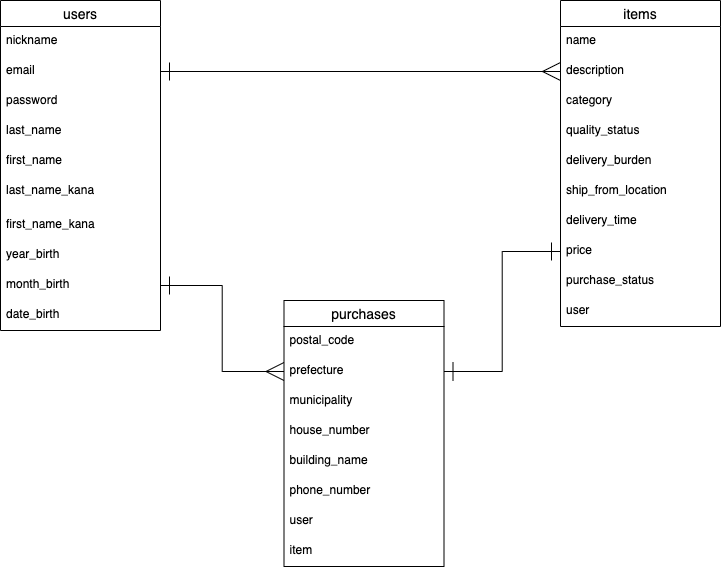 users
nickname
email
password
last_name
first_name
last_name_kana
first_name_kana
year_birth
month_birth
date_birth
items
name
description
category
quality_status
delivery_burden
ship_from_location
delivery_time
price
purchase_status
user
purchases
postal_code
prefecture
municipality
house_number
building_name
phone_number
user
item